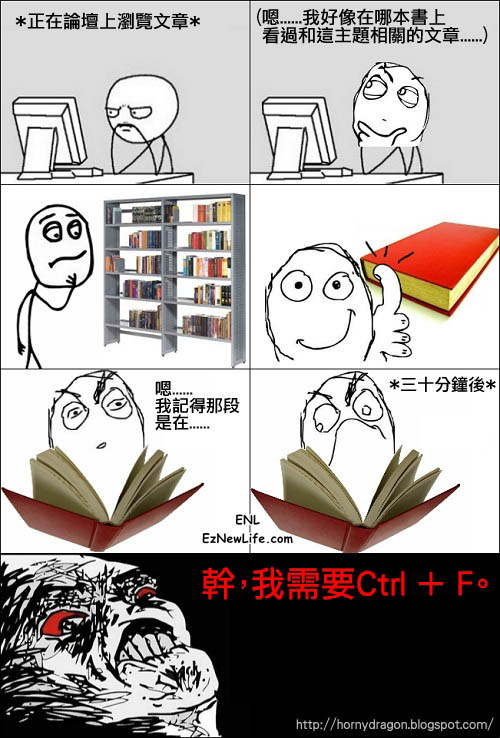 *正在論壇上瀏覽文章*
(嗯......我好像在哪本書上
看過和這主題相關的文章......)
嗯......
我記得那段
是在......
*三十分鐘後*
ENL
EzNewLife.com
幹，我需要Ctrl + F。
http://hornydragon.blogspot.com/